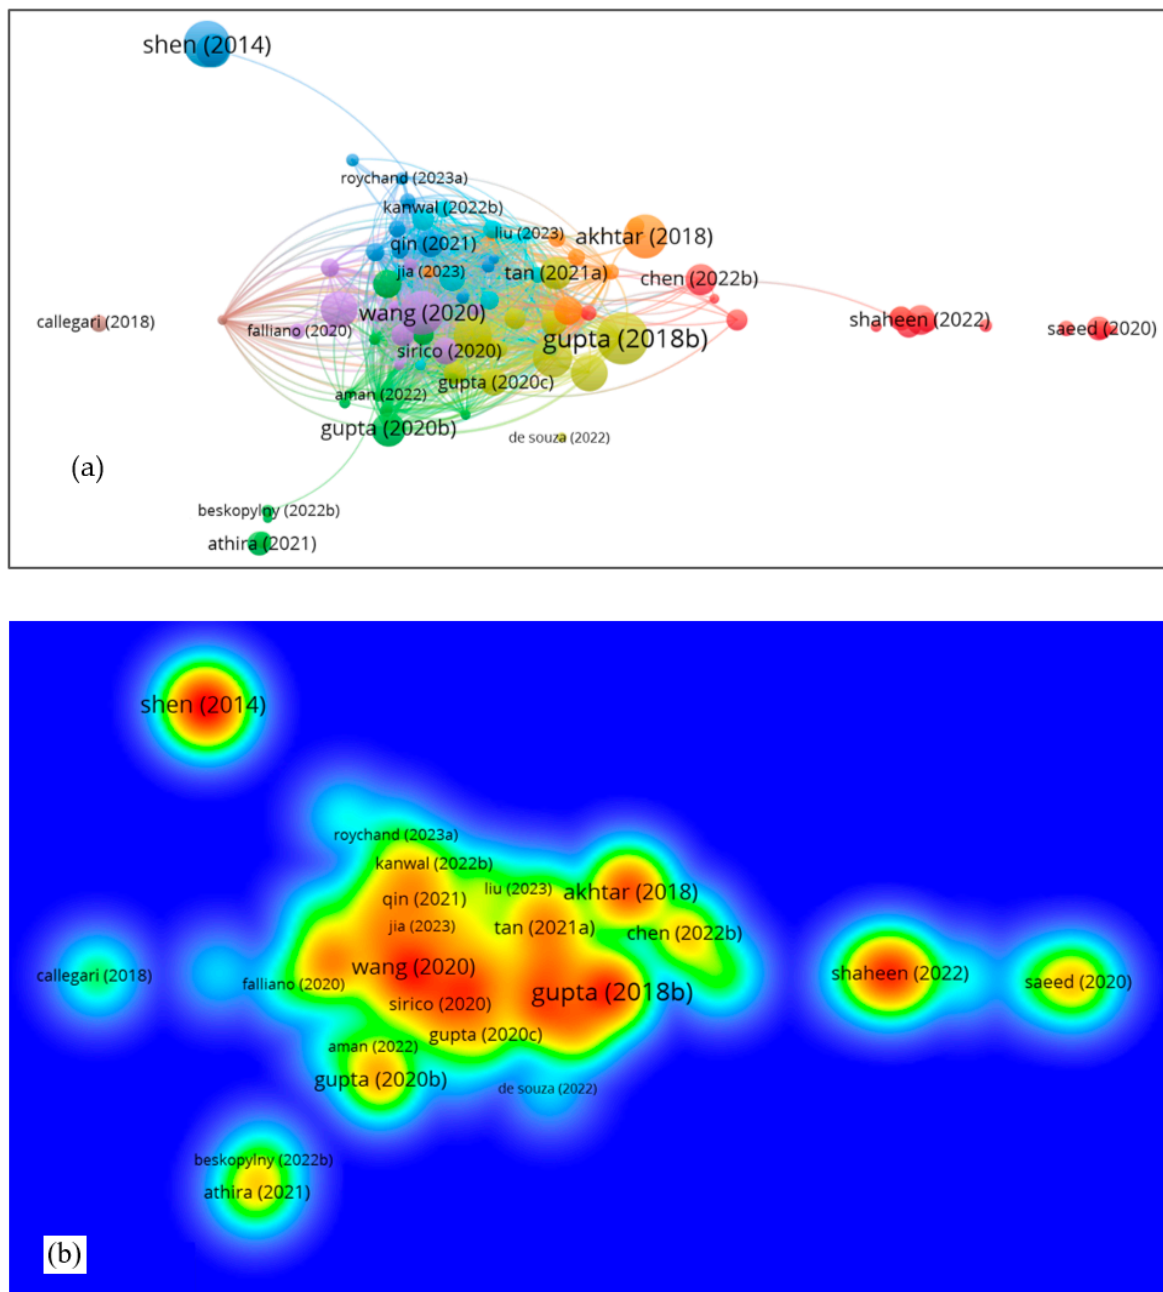 shen (2014)
roychand (2023a)
kanwal (2022b)
liu (2023)
akhtar (2018)
qin (2021)
jia (2023)
tan (2021a)
chen (2022b)
callegari (2018)
wang (2020)
falliano (2020)
shaheen (2022)
saeed (2020)
gupta (2018b)
sirico (2020)
gupta (2020c)
aman (2022)
gupta (2020b)
de souza (2022)
(a)
beskopylny (2022b)
athira (2021)
shen (2014)
roychand (2023a)
kanwal (2022b)
liu (2023)
akhtar (2018)
qin (2021)
jia (2023)
tan (2021a)
chen (2022b)
wang (2020)
callegari (2018)
falliano (2020)
shaheen (2022)
saeed (2020)
gupta (2018b)
sirico (2020)
gupta (2020c)
aman (2022)
gupta (2020b)
de souza (2022)
beskopylny (2022b)
athira (2021)
(b)